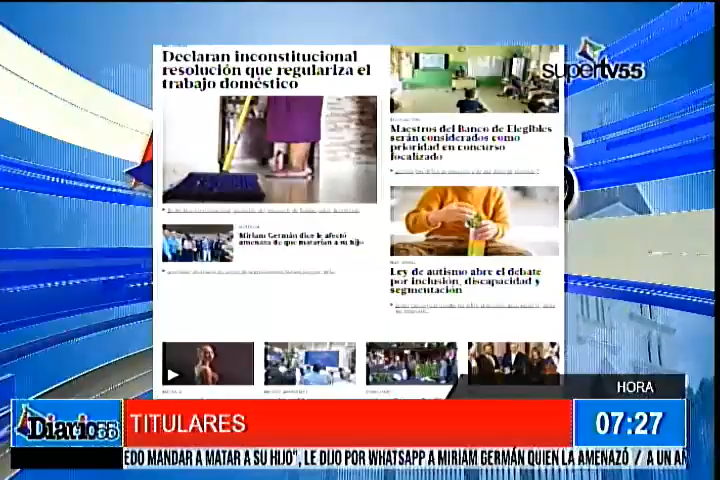 Declaran inconstitucional
resolución que regulariza el
trabajo doméstico
supertv55
Maestros del Banco de Elegibles
serán considerados como
prioridad en concurso
focalizado
Miriam Germán dice le afectó
amenaza de que matarían a su hijo
Ley de autismo abre el debate
por inclusión, discapacidad y
segmentación
HORA
Diario55
TITULARES
07:27
EDO MANDAR A MATAR A SU HIJO", LE DIJO POR WHATSAPP A MIRIAM GERMÁN QUIEN LA AMENAZÓ / A UN AÑ